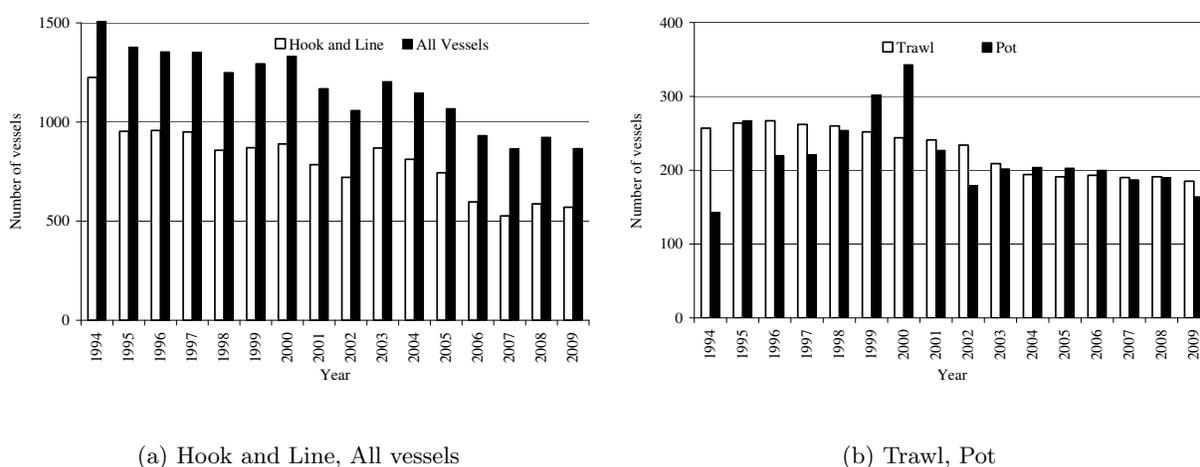 1500
1000
500
0
Number of vessels
Hook and Line All Vessels
1994 1995 1996 1997 1998 1999 2000 2001 2002 2003 2004 2005 2006 2007 2008 2009
Year
(a) Hook and Line, All vessels
400
300
200
100
0
Number of vessels
Trawl Pot
1994 1995 1996 1997 1998 1999 2000 2001 2002 2003 2004 2005 2006 2007 2008 2009
Year
(b) Trawl, Pot